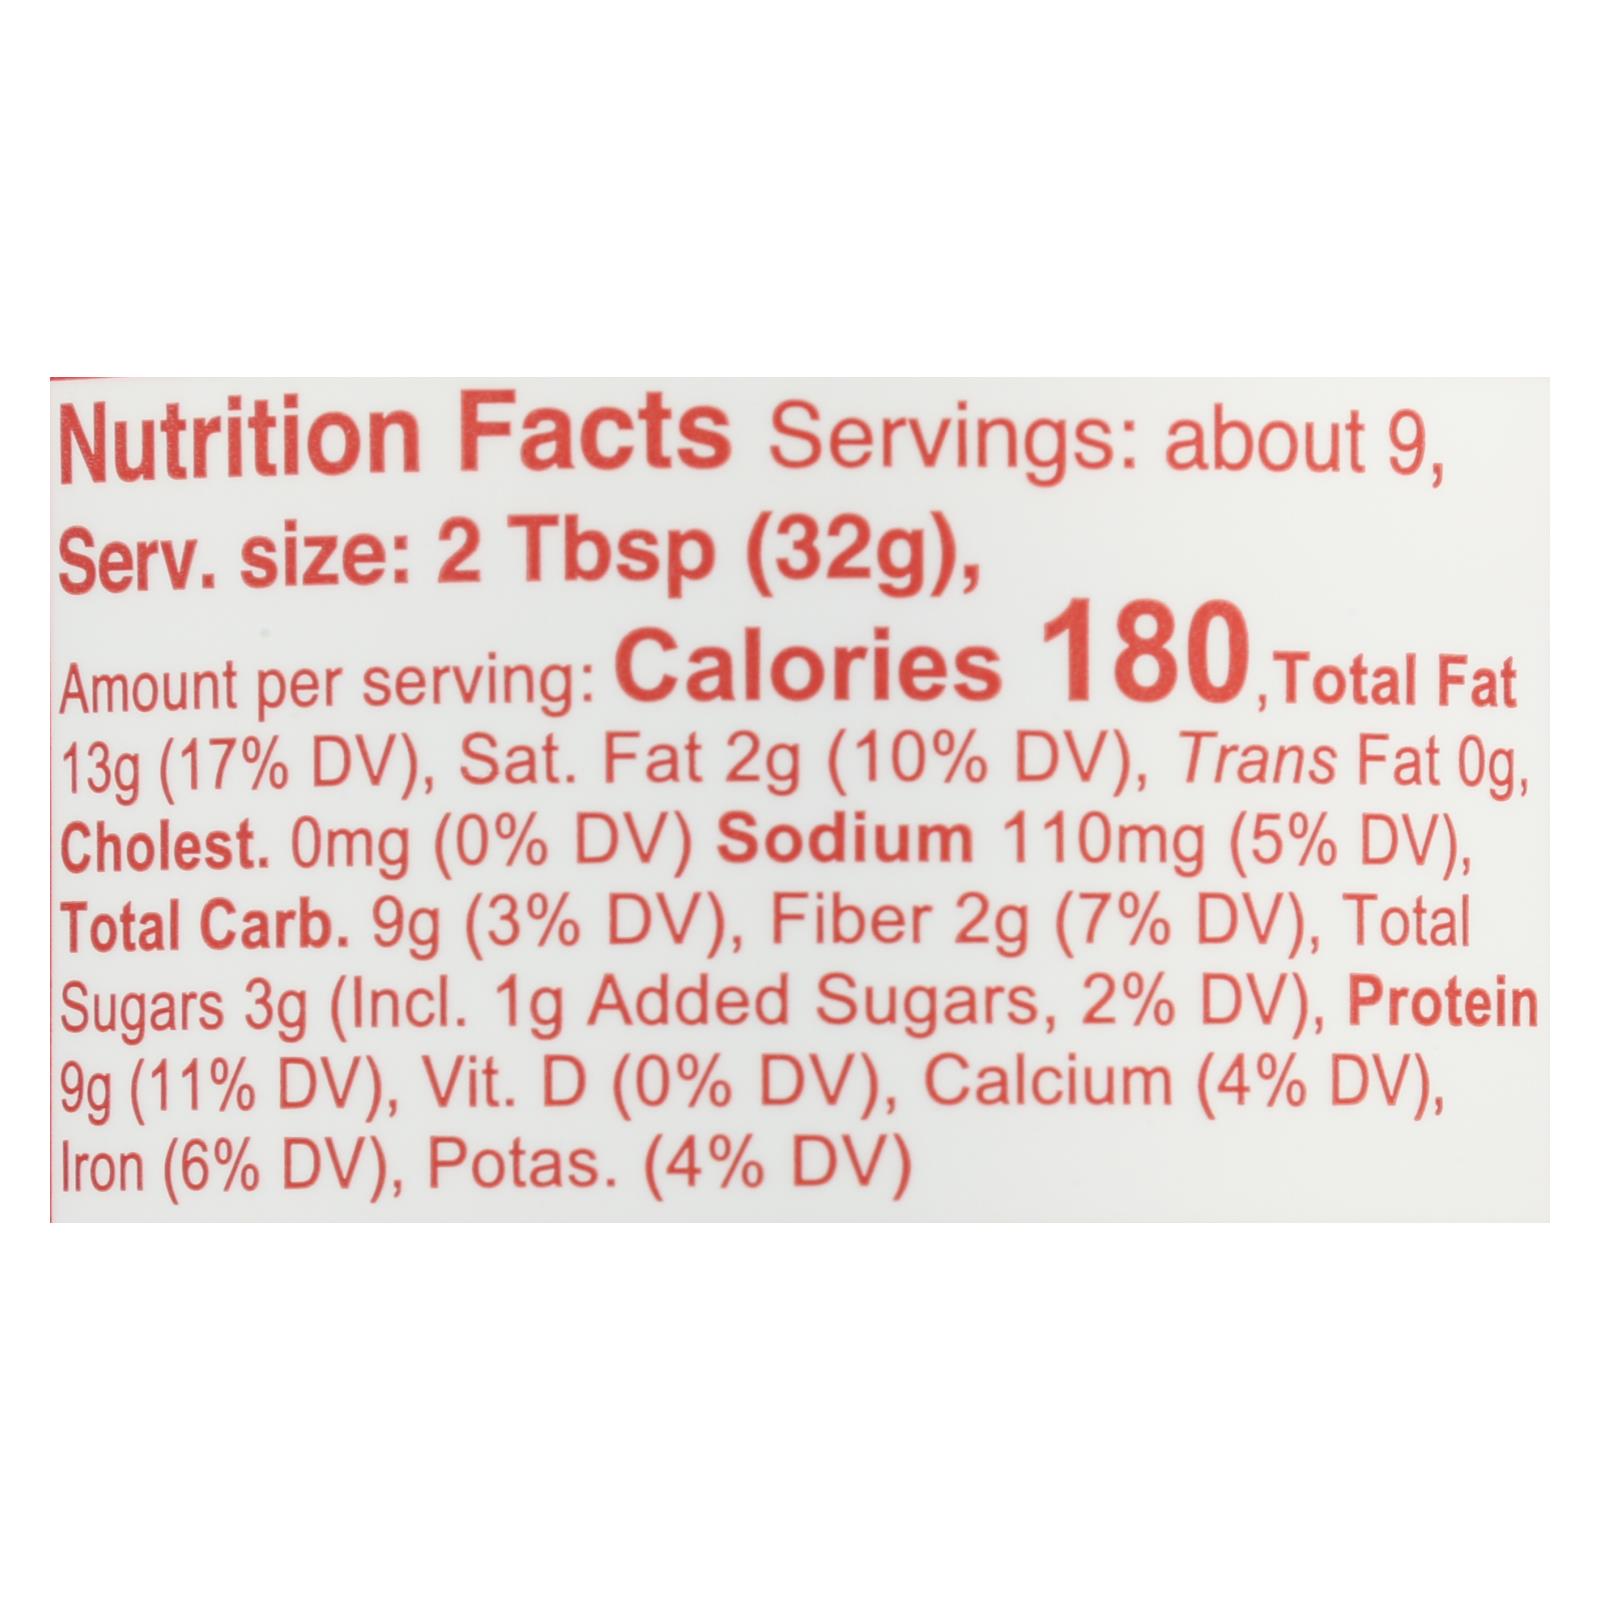 Nutrition Facts Servings: about 9,
Serv. size: 2 Tbsp (32g),
Amount per serving: Calories 180, Total Fat
13g (17% DV), Sat. Fat 2g (10% DV), Trans Fat 0g,
Cholest. 0mg (0% DV) Sodium 110mg (5% DV),
Total Carb. 9g (3% DV), Fiber 2g (7% DV), Total
Sugars 3g (Incl. 1g Added Sugars, 2% DV), Protein
9g (11% DV), Vit. D (0% DV), Calcium (4% DV),
Iron (6% DV), Potas. (4% DV)